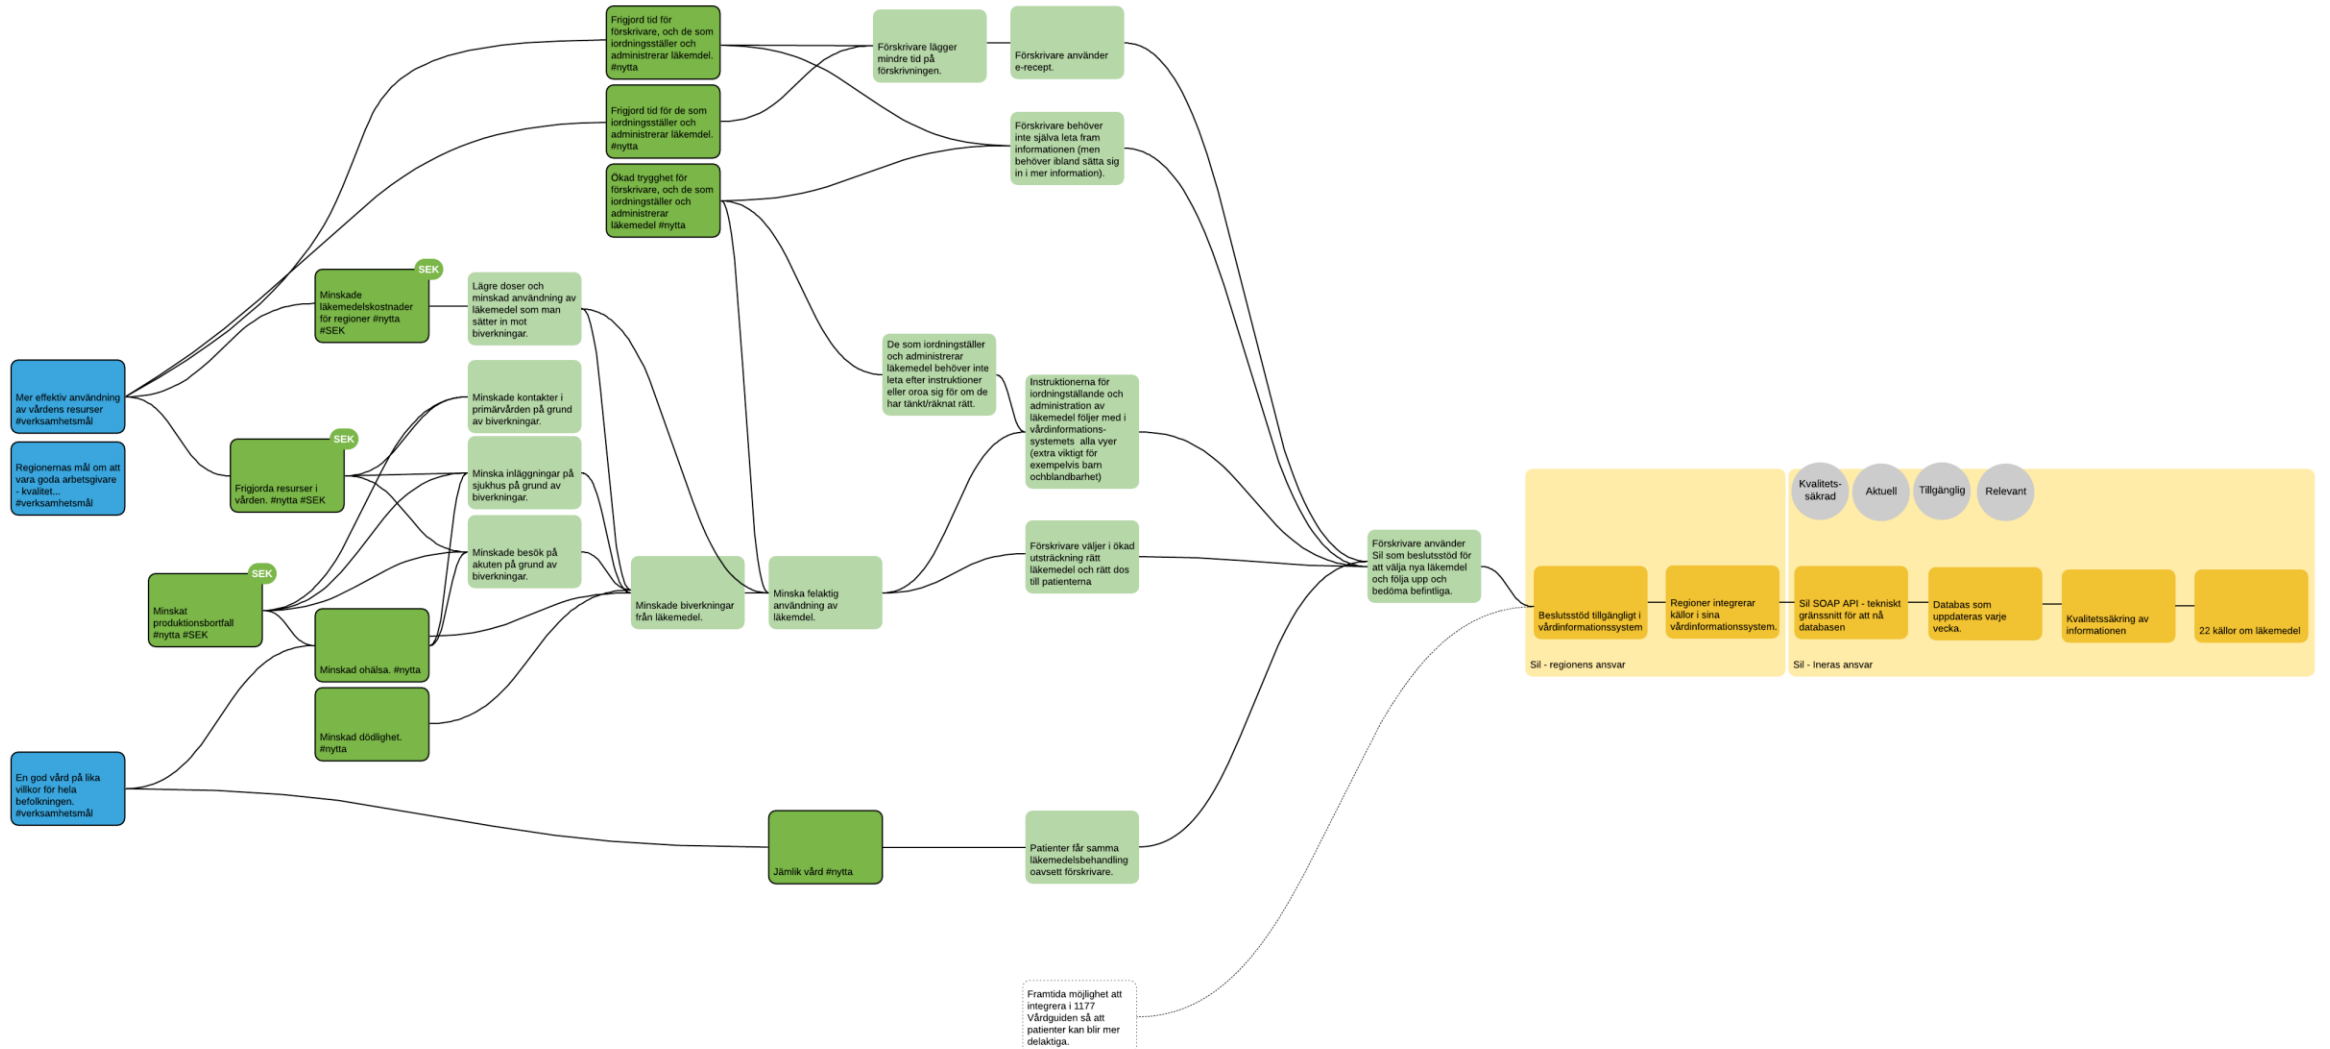 Frigjord tid för
förskrivare, och de som
iordningsställer och
administrerar läkemdel.
#nytta
Förskrivare lägger
mindre tid på
förskrivningen.
Förskrivare använder
e-recept.
Frigjord tid för de som
iordningsställer och
administrerar läkemdel.
#nytta
Förskrivare behöver
inte själva leta fram
informationen (men
behöver ibland sätta sig
in i mer information).
Ökad trygghet för
förskrivare, och de som
iordningställer och
administrerar
läkemedel #nytta
SEK
Minskade
läkemedelskostnader
för regioner #nytta
#SEK
Lägre doser och
minskad användning av
läkemedel som man
sätter in mot
biverkningar.
De som iordningställer
och administrerar
läkemedel behöver inte
leta efter instruktioner
eller oroa sig för om de
har tänkt/räknat rätt.
Mer effektiv användning
av vårdens resurser
#verksamhetsmål
Minskade kontakter i
primärvården på grund
av biverkningar.
Instruktionerna för
iordningställande och
administration av
läkemedel följer med i
vårdinformations-
systemets  alla vyer
(extra viktigt för
exempelvis barn
ochblandbarhet)
Regionernas mål om att
vara goda arbetsgivare
- kvalitet...
#verksamhetsmål
SEK
Frigjorda resurser i
vården. #nytta #SEK
Minska inläggningar på
sjukhus på grund av
biverkningar.
Kvalitets-
säkrad
Aktuell
Tillgänglig
Relevant
Minskade besök på
akuten på grund av
biverkningar.
Förskrivare väljer i ökad
utsträckning rätt
läkemedel och rätt dos
till patienterna
Förskrivare använder
Sil som beslutsstöd för
att välja nya läkemdel
och följa upp och
bedöma befintliga.
SEK
Minskat
produktionsbortfall
#nytta #SEK
Minskade biverkningar
från läkemedel.
Minska felaktig
användning av
läkemdel.
Beslutsstöd tillgängligt i
vårdinformationssystem
Regioner integrerar
källor i sina
vårdinformationssystem.
Sil SOAP API - tekniskt
gränssnitt för att nå
databasen
Databas som
uppdateras varje
vecka.
Kvalitetssäkring av
informationen
22 källor om läkemedel
Sil - regionens ansvar
Sil - Ineras ansvar
Minskad ohälsa. #nytta
Minskad dödlighet.
#nytta
En god vård på lika
villkor för hela
befolkningen.
#verksamhetsmål
Jämlik vård #nytta
Patienter får samma
läkemedelsbehandling
oavsett förskrivare.
Framtida möjlighet att
integrera i 1177
Vårdguiden så att
patienter kan blir mer
delaktiga.